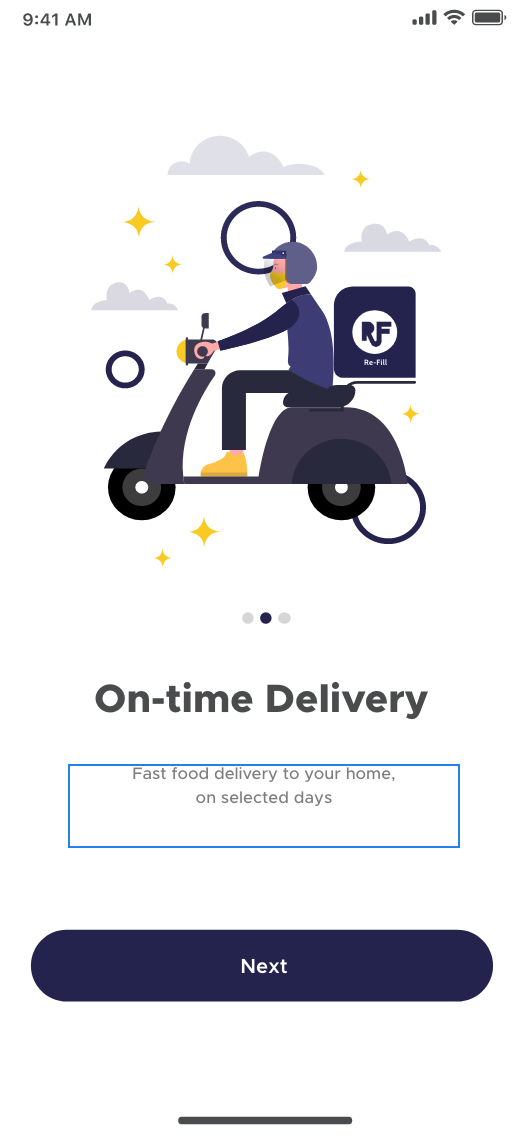 9:41 AM
RF
Re-Fill
On-time Delivery
Fast food delivery to your home,
on selected days
Next